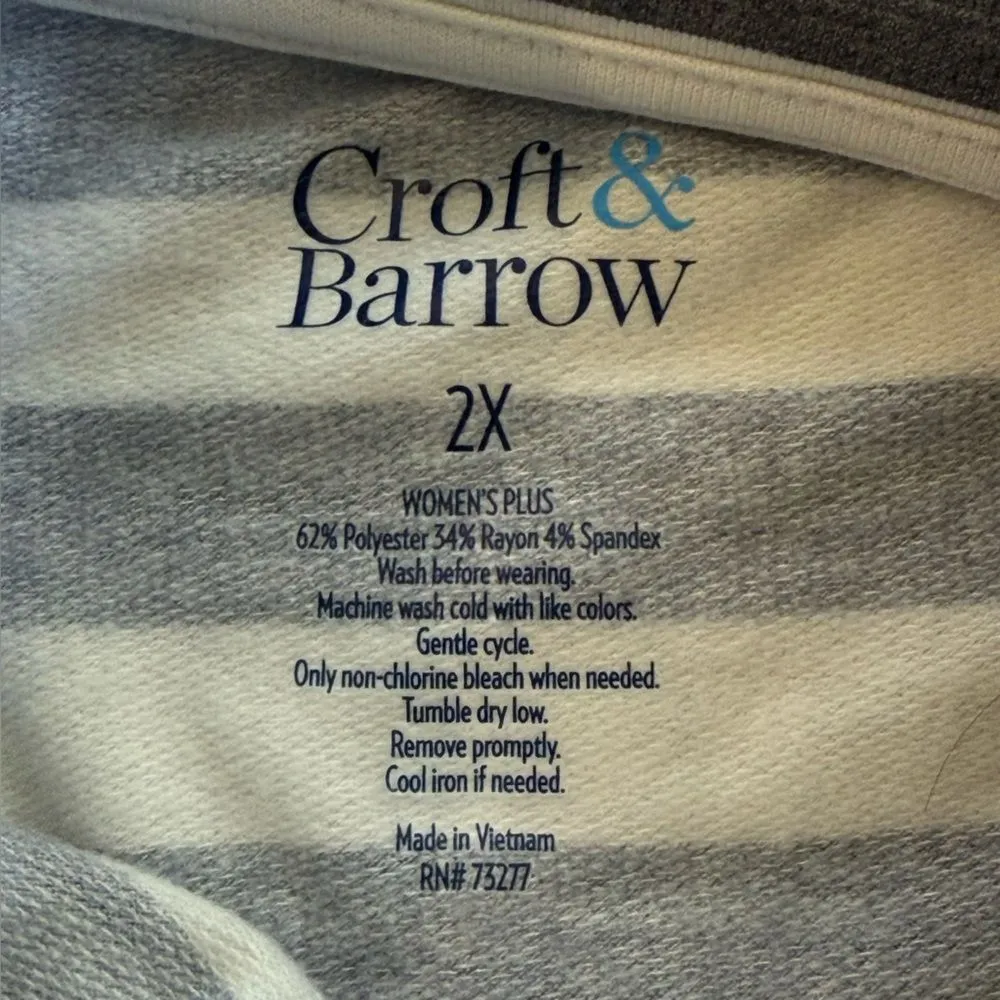 Croft &
Barrow
2X
WOMEN'S PLUS
62% Polyester 34% Rayon 4% Spandex
Wash before wearing.
Machine wash cold with like colors.
Gentle cycle.
Only non-chlorine bleach when needed.
Tumble dry low.
Remove promptly.
Cool iron if needed.
Made in Vietnam
RN# 73277